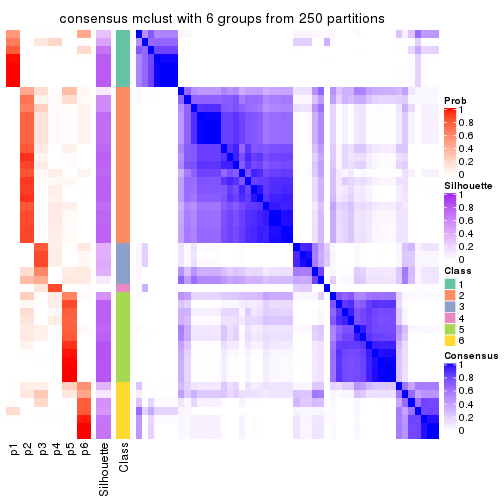 consensus mclust with 6 groups from 250 partitions
Prob
1
0.8
0.6
0.4
0.2
0
Silhouette
1
0.8
0.6
0.4
0.2
0
Class
1
2
3
4
5
6
Consensus
1
0.8
0.6
0.4
0.2
0
p1
p2
p3
p4
p5
p6
Silhouette
Class